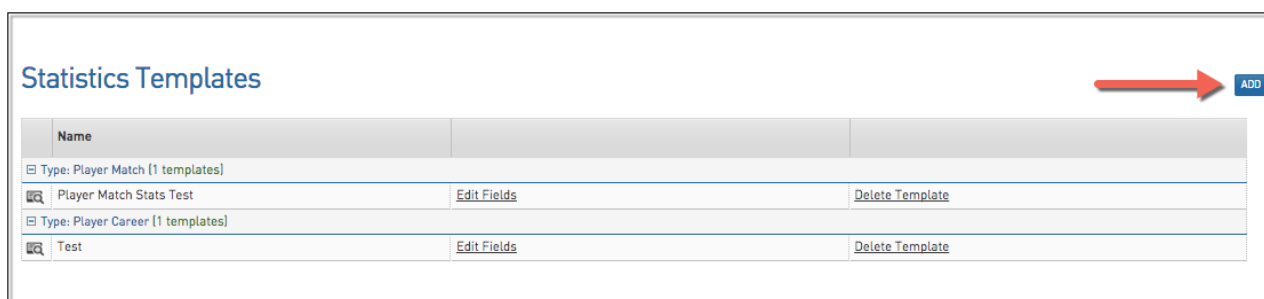 Statistics Templates
ADD
Name
Type: Player Match (1 templates)
Player Match Stats Test Edit Fields Delete Template
Type: Player Career (1 templates)
Test Edit Fields Delete Template